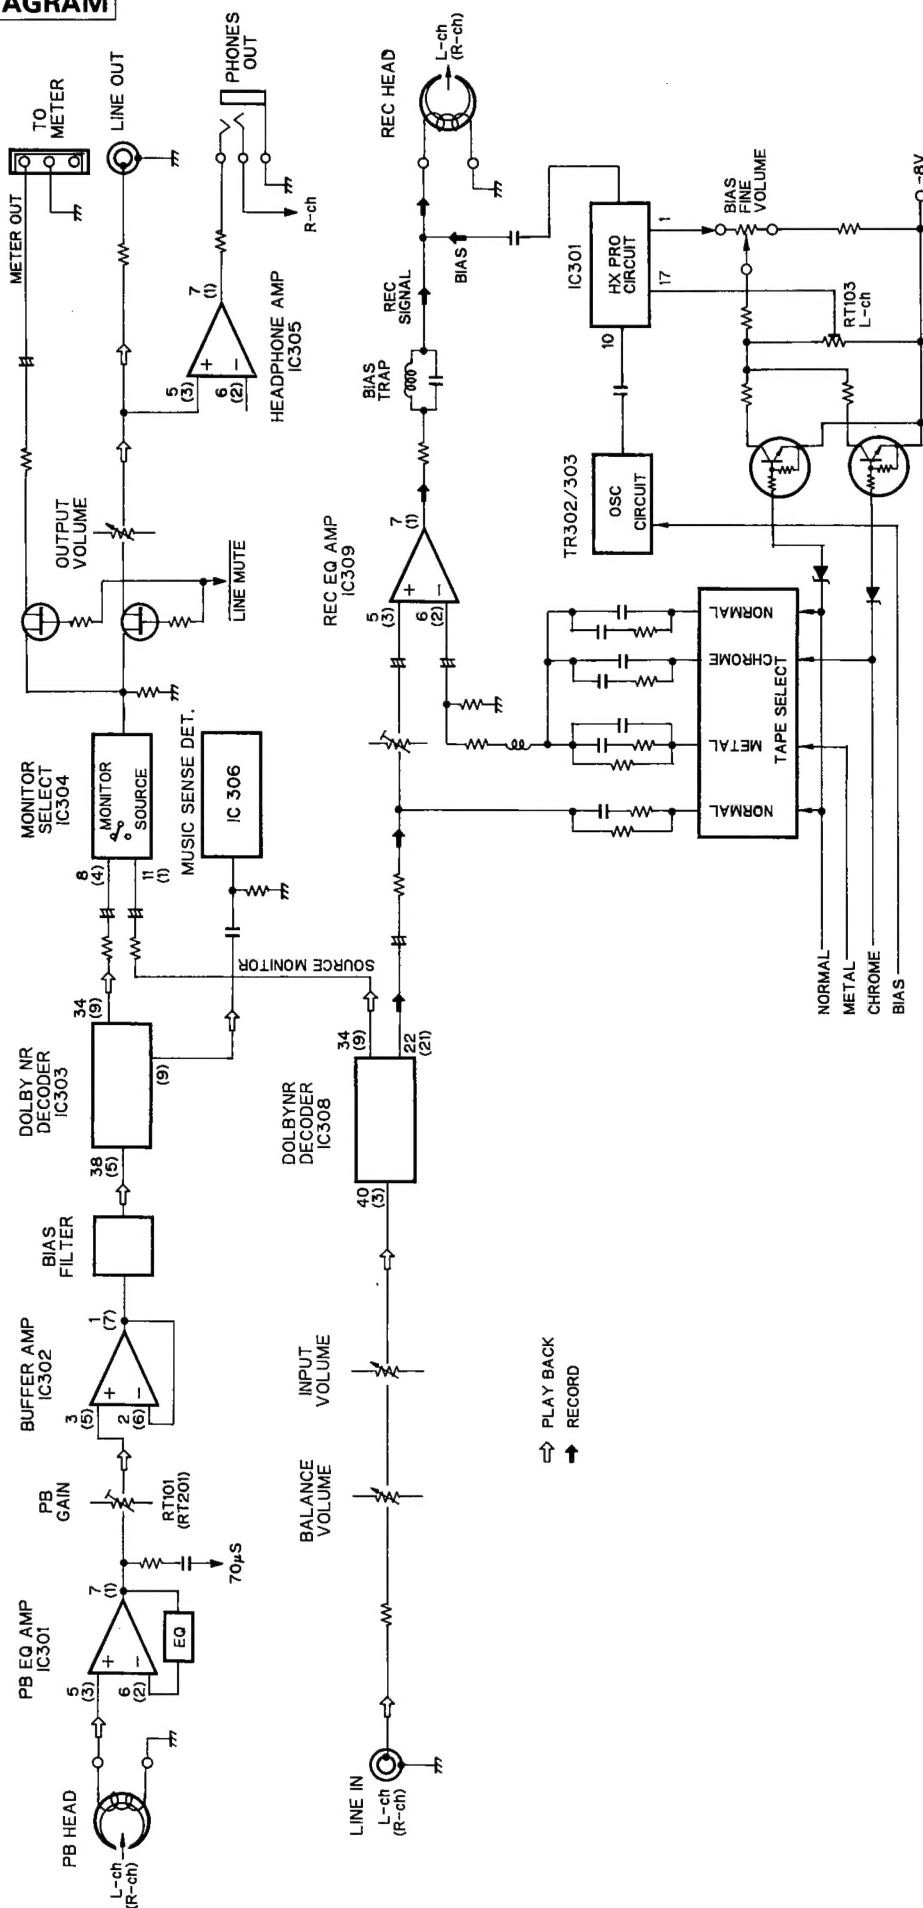 AGRAM
PB HEAD
L-ch
(R-ch)
PB EQ AMP
IC301
5
(3)
6
(2)
7
(1)
EQ
70µS
PB
GAIN
RT101
(RT201)
BUFFER AMP
IC302
3
(5)
2
(6)
1
(7)
BIAS
FILTER
38
(5)
DOLBY NR
DECODER
IC303
34
(9)
(9)
8
(4)
11
(1)
MONITOR
SELECT
IC304
MONITOR
SOURCE
MUSIC SENSE DET.
IC 306
SOURCE MONITOR
OUTPUT
VOLUME
LINE MUTE
METER OUT
TO
METER
LINE OUT
5
(3)
6
(2)
7
(1)
HEADPHONE AMP
IC305
PHONES
OUT
R-ch
LINE IN
L-ch
(R-ch)
BALANCE
VOLUME
INPUT
VOLUME
40
(3)
DOLBYNR
DECODER
IC308
34
(9)
22
(21)
REC EQ AMP
IC309
5
(3)
6
(2)
7
(1)
BIAS
TRAP
REC
SIGNAL
BIAS
REC HEAD
L-ch
(R-ch)
TR302/303
OSC
CIRCUIT
10
IC301
HX PRO
CIRCUIT
1
17
BIAS
FINE
VOLUME
RT103
L-ch
-8V
NORMAL
METAL
CHROME
NORMAL
TAPE SELECT
NORMAL
METAL
CHROME
BIAS
PLAY BACK
RECORD